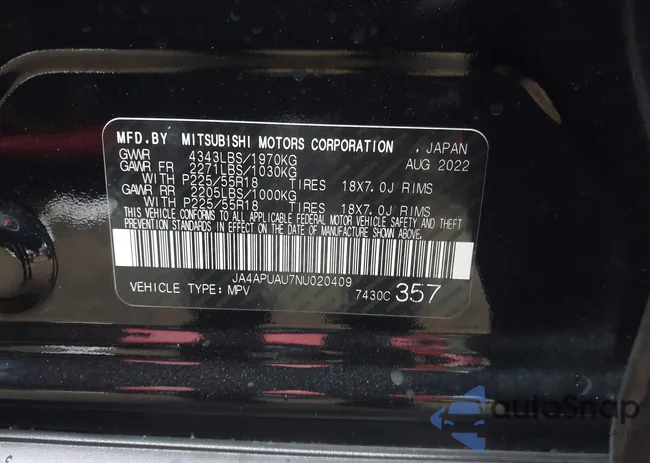 MFD.BY MITSUBISHI MOTORS CORPORATION , JAPAN
GVWR 4343LBS/1970KG AUG 2022
GAWR FR 2271LBS/1030KG
WITH P225/55R18 TIRES 18X7.0J RIMS
GAWR RR 2205LBS/1000KG
WITH P225/55R18 TIRES 18X7.0J RIMS
THIS VEHICLE CONFORMS TO ALL APPLICABLE FEDERAL MOTOR VEHICLE SAFETY AND THEFT
PREVENTION STANDARDS IN EFFECT ON THE DATE OF MANUFACTURE SHOWN ABOVE.
JA4APUAU7NU020409
VEHICLE TYPE: MPV 7430C 357
autoSnap